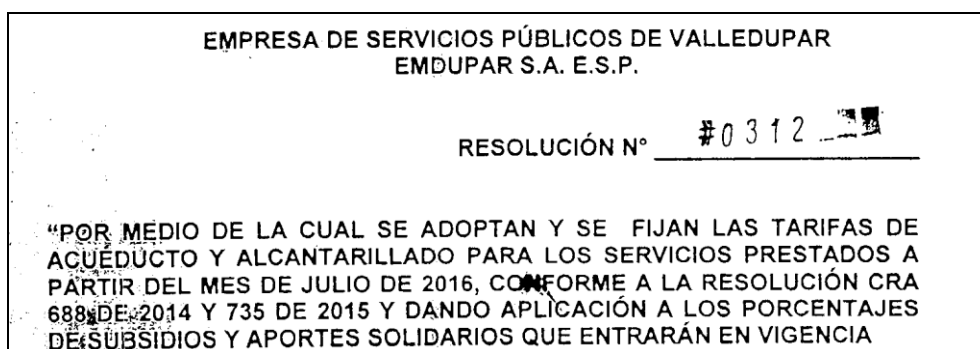 EMPRESA DE SERVICIOS PÚBLICOS DE VALLEDUPAR
EMDUPAR S.A. E.S.P.
RESOLUCIÓN N° #0312
"POR MEDIO DE LA CUAL SE ADOPTAN Y SE FIJAN LAS TARIFAS DE
ACUEDUCTO Y ALCANTARILLADO PARA LOS SERVICIOS PRESTADOS A
PARTIR DEL MES DE JULIO DE 2016, CONFORME A LA RESOLUCIÓN CRA
688 DE 2014 Y 735 DE 2015 Y DANDO APLICACIÓN A LOS PORCENTAJES
DE SUBSIDIOS Y APORTES SOLIDARIOS QUE ENTRARÁN EN VIGENCIA